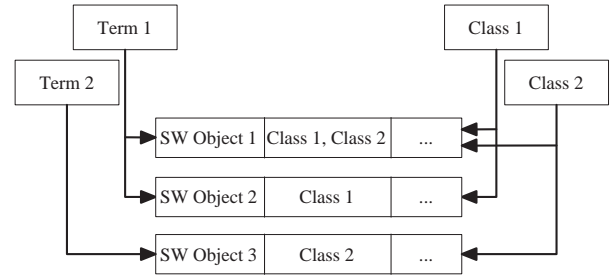 Term 1
Class 1
Term 2
Class 2
SW Object 1 Class 1, Class 2 ...
SW Object 2 Class 1 ...
SW Object 3 Class 2 ...